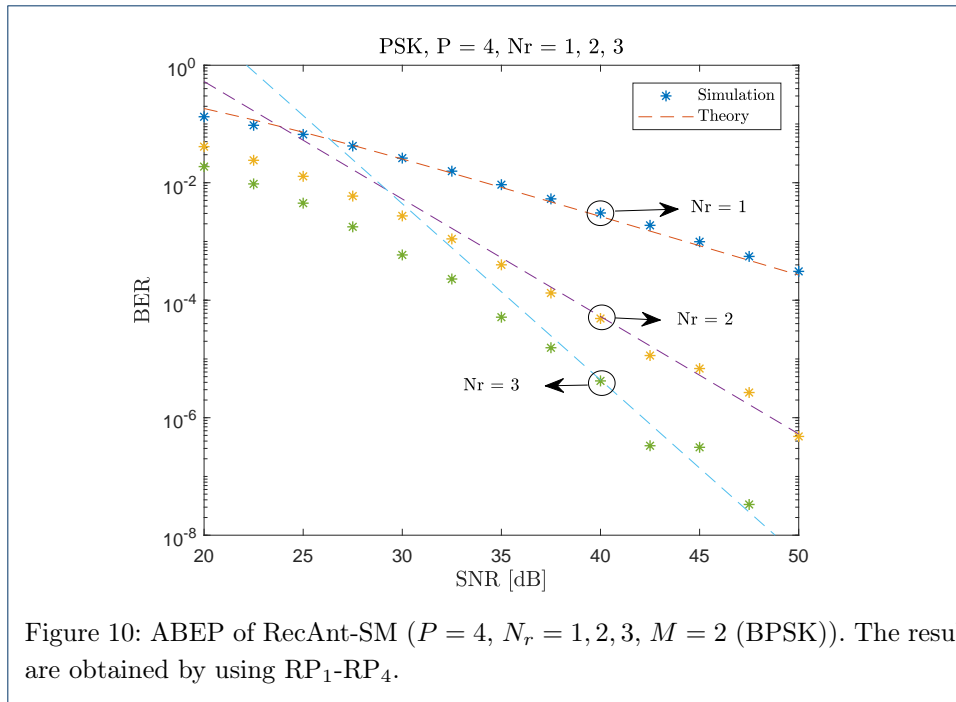 PSK, P = 4, Nr = 1, 2, 3
10^0
10^-2
10^-4
10^-6
10^-8
BER
Simulation
Theory
Nr = 1
Nr = 2
Nr = 3
20 25 30 35 40 45 50
SNR [dB]
Figure 10: ABEP of RecAnt-SM (P = 4, N_r = 1, 2, 3, M = 2 (BPSK)). The resu
are obtained by using RP_1-RP_4.